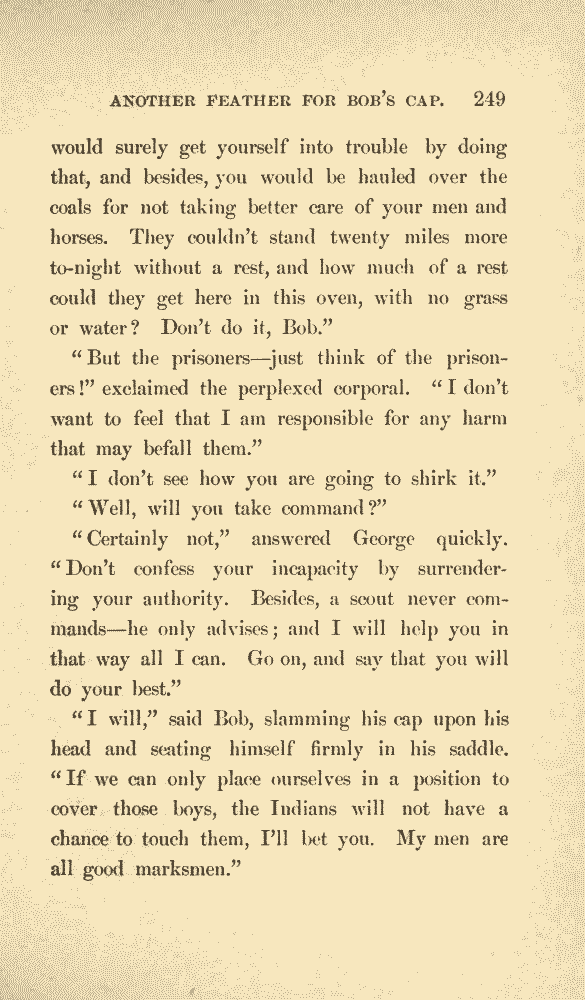 ANOTHER FEATHER FOR BOB'S CAP. 249
would surely get yourself into trouble by doing
that, and besides, you would be hauled over the
coals for not taking better care of your men and
horses. They couldn't stand twenty miles more
to-night without a rest, and how much of a rest
could they get here in this oven, with no grass
or water? Don't do it, Bob.”
“But the prisoners—just think of the prison-
ers!” exclaimed the perplexed corporal. “I don't
want to feel that I am responsible for any harm
that may befall them.”
“I don't see how you are going to shirk it.”
“Well, will you take command?”
“Certainly not,” answered George quickly.
“Don't confess your incapacity by surrender-
ing your authority. Besides, a scout never com-
mands—he only advises; and I will help you in
that way all I can. Go on, and say that you will
do your best.”
“I will,” said Bob, slamming his cap upon his
head and seating himself firmly in his saddle.
“If we can only place ourselves in a position to
cover those boys, the Indians will not have a
chance to touch them, I'll bet you. My men are
all good marksmen.”